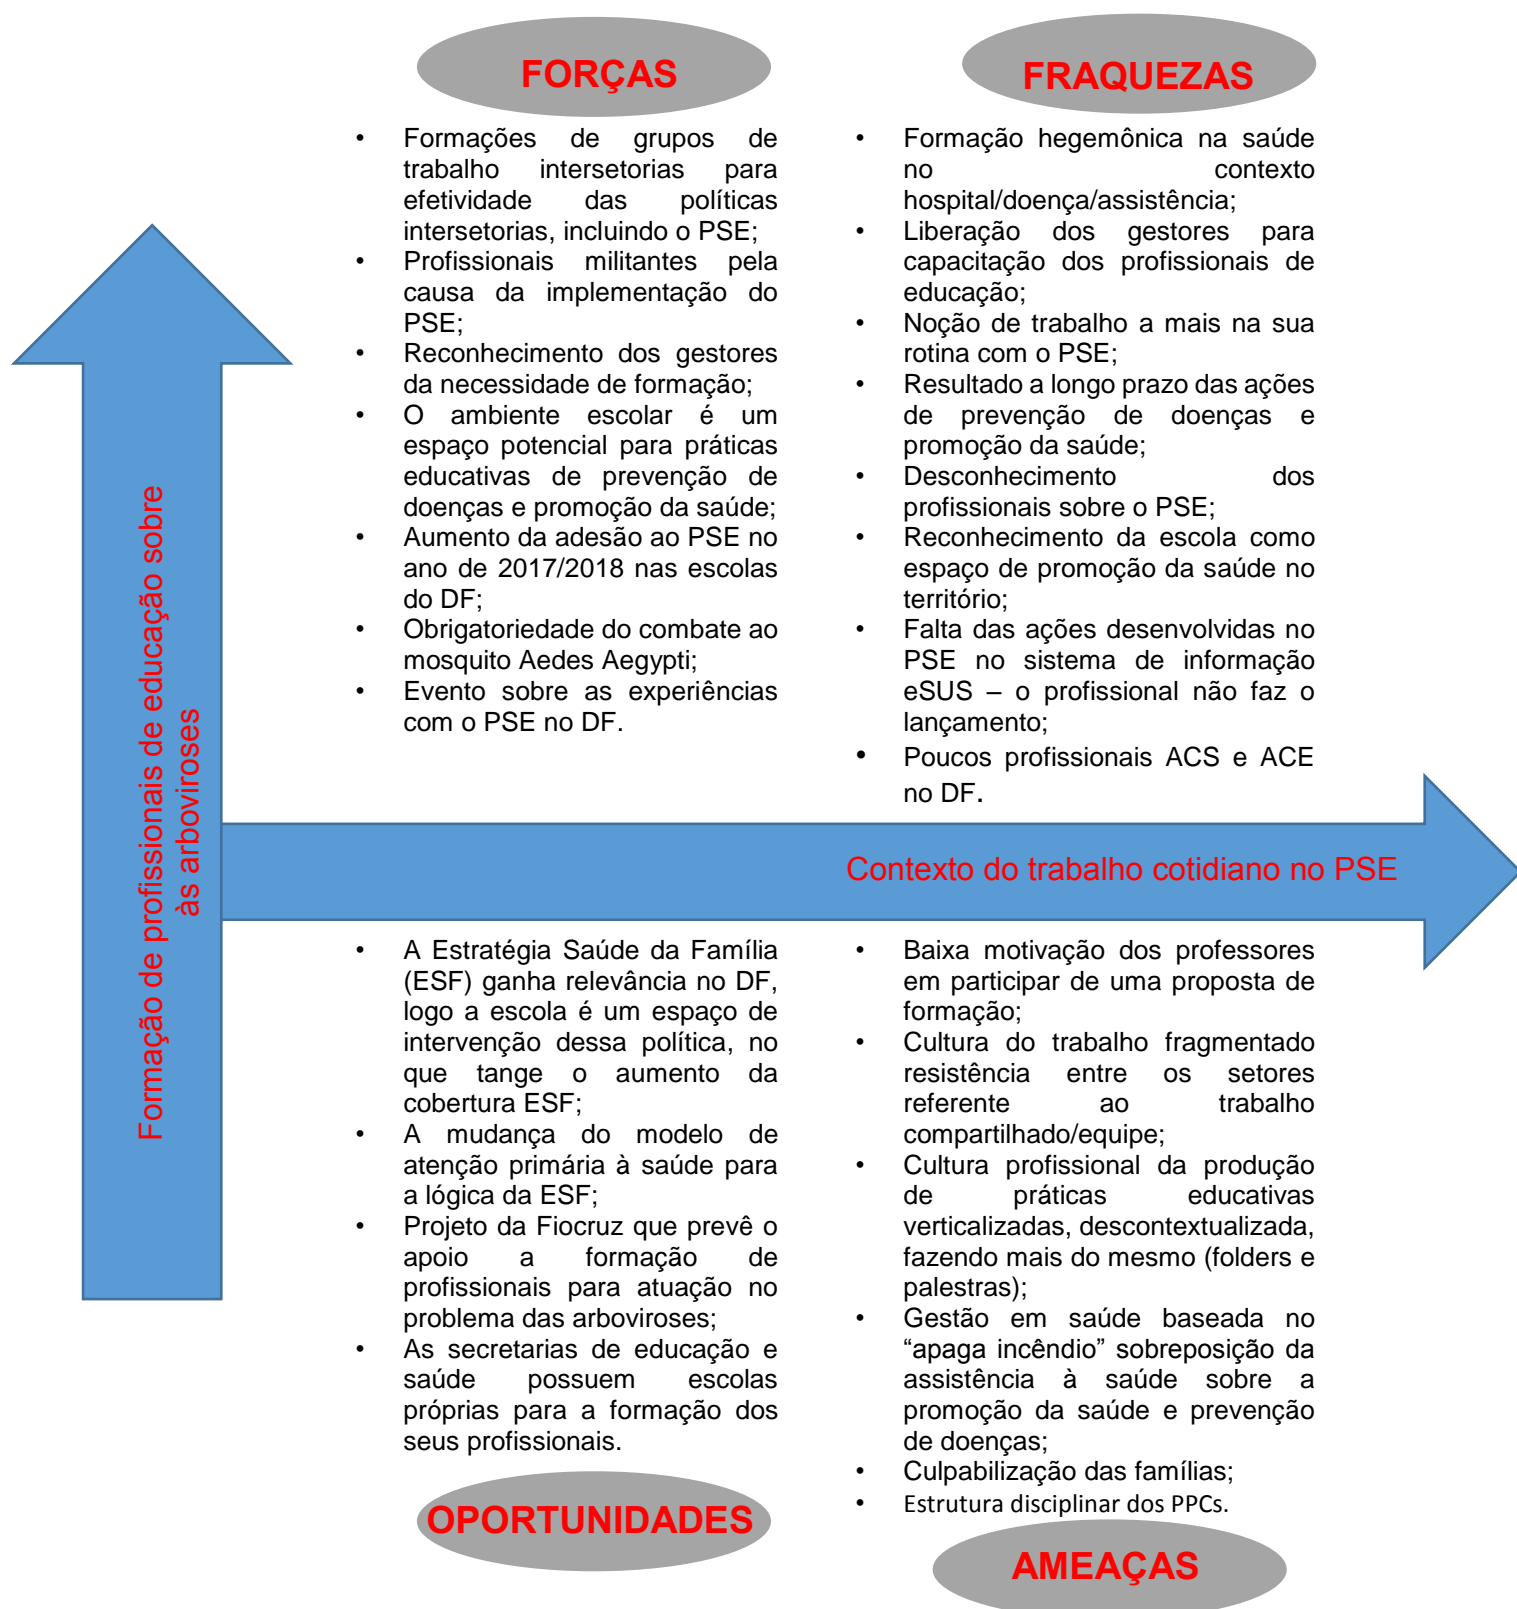 FORÇAS
• Formações de grupos de
trabalho intersetorias para
efetividade das políticas
intersetorias, incluindo o PSE;
• Profissionais militantes pela
causa da implementação do
PSE;
• Reconhecimento dos gestores
da necessidade de formação;
• O ambiente escolar é um
espaço potencial para práticas
educativas de prevenção de
doenças e promoção da saúde;
• Aumento da adesão ao PSE no
ano de 2017/2018 nas escolas
do DF;
• Obrigatoriedade do combate ao
mosquito Aedes Aegypti;
• Evento sobre as experiências
com o PSE no DF.
FRAQUEZAS
• Formação hegemônica na saúde
no contexto
hospital/doença/assistência;
• Liberação dos gestores para
capacitação dos profissionais de
educação;
• Noção de trabalho a mais na sua
rotina com o PSE;
• Resultado a longo prazo das ações
de prevenção de doenças e
promoção da saúde;
• Desconhecimento dos
profissionais sobre o PSE;
• Reconhecimento da escola como
espaço de promoção da saúde no
território;
• Falta das ações desenvolvidas no
PSE no sistema de informação
eSUS – o profissional não faz o
lançamento;
• Poucos profissionais ACS e ACE
no DF.
Formação de profissionais de educação sobre
às arboviroses
Contexto do trabalho cotidiano no PSE
• A Estratégia Saúde da Família
(ESF) ganha relevância no DF,
logo a escola é um espaço de
intervenção dessa política, no
que tange o aumento da
cobertura ESF;
• A mudança do modelo de
atenção primária à saúde para
a lógica da ESF;
• Projeto da Fiocruz que prevê o
apoio a formação de
profissionais para atuação no
problema das arboviroses;
• As secretarias de educação e
saúde possuem escolas
próprias para a formação dos
seus profissionais.
OPORTUNIDADES
• Baixa motivação dos professores
em participar de uma proposta de
formação;
• Cultura do trabalho fragmentado
resistência entre os setores
referente ao trabalho
compartilhado/equipe;
• Cultura profissional da produção
de práticas educativas
verticalizadas, descontextualizada,
fazendo mais do mesmo (folders e
palestras);
• Gestão em saúde baseada no
“apaga incêndio” sobreposição da
assistência à saúde sobre a
promoção da saúde e prevenção
de doenças;
• Culpabilização das famílias;
• Estrutura disciplinar dos PPCs.
AMEAÇAS